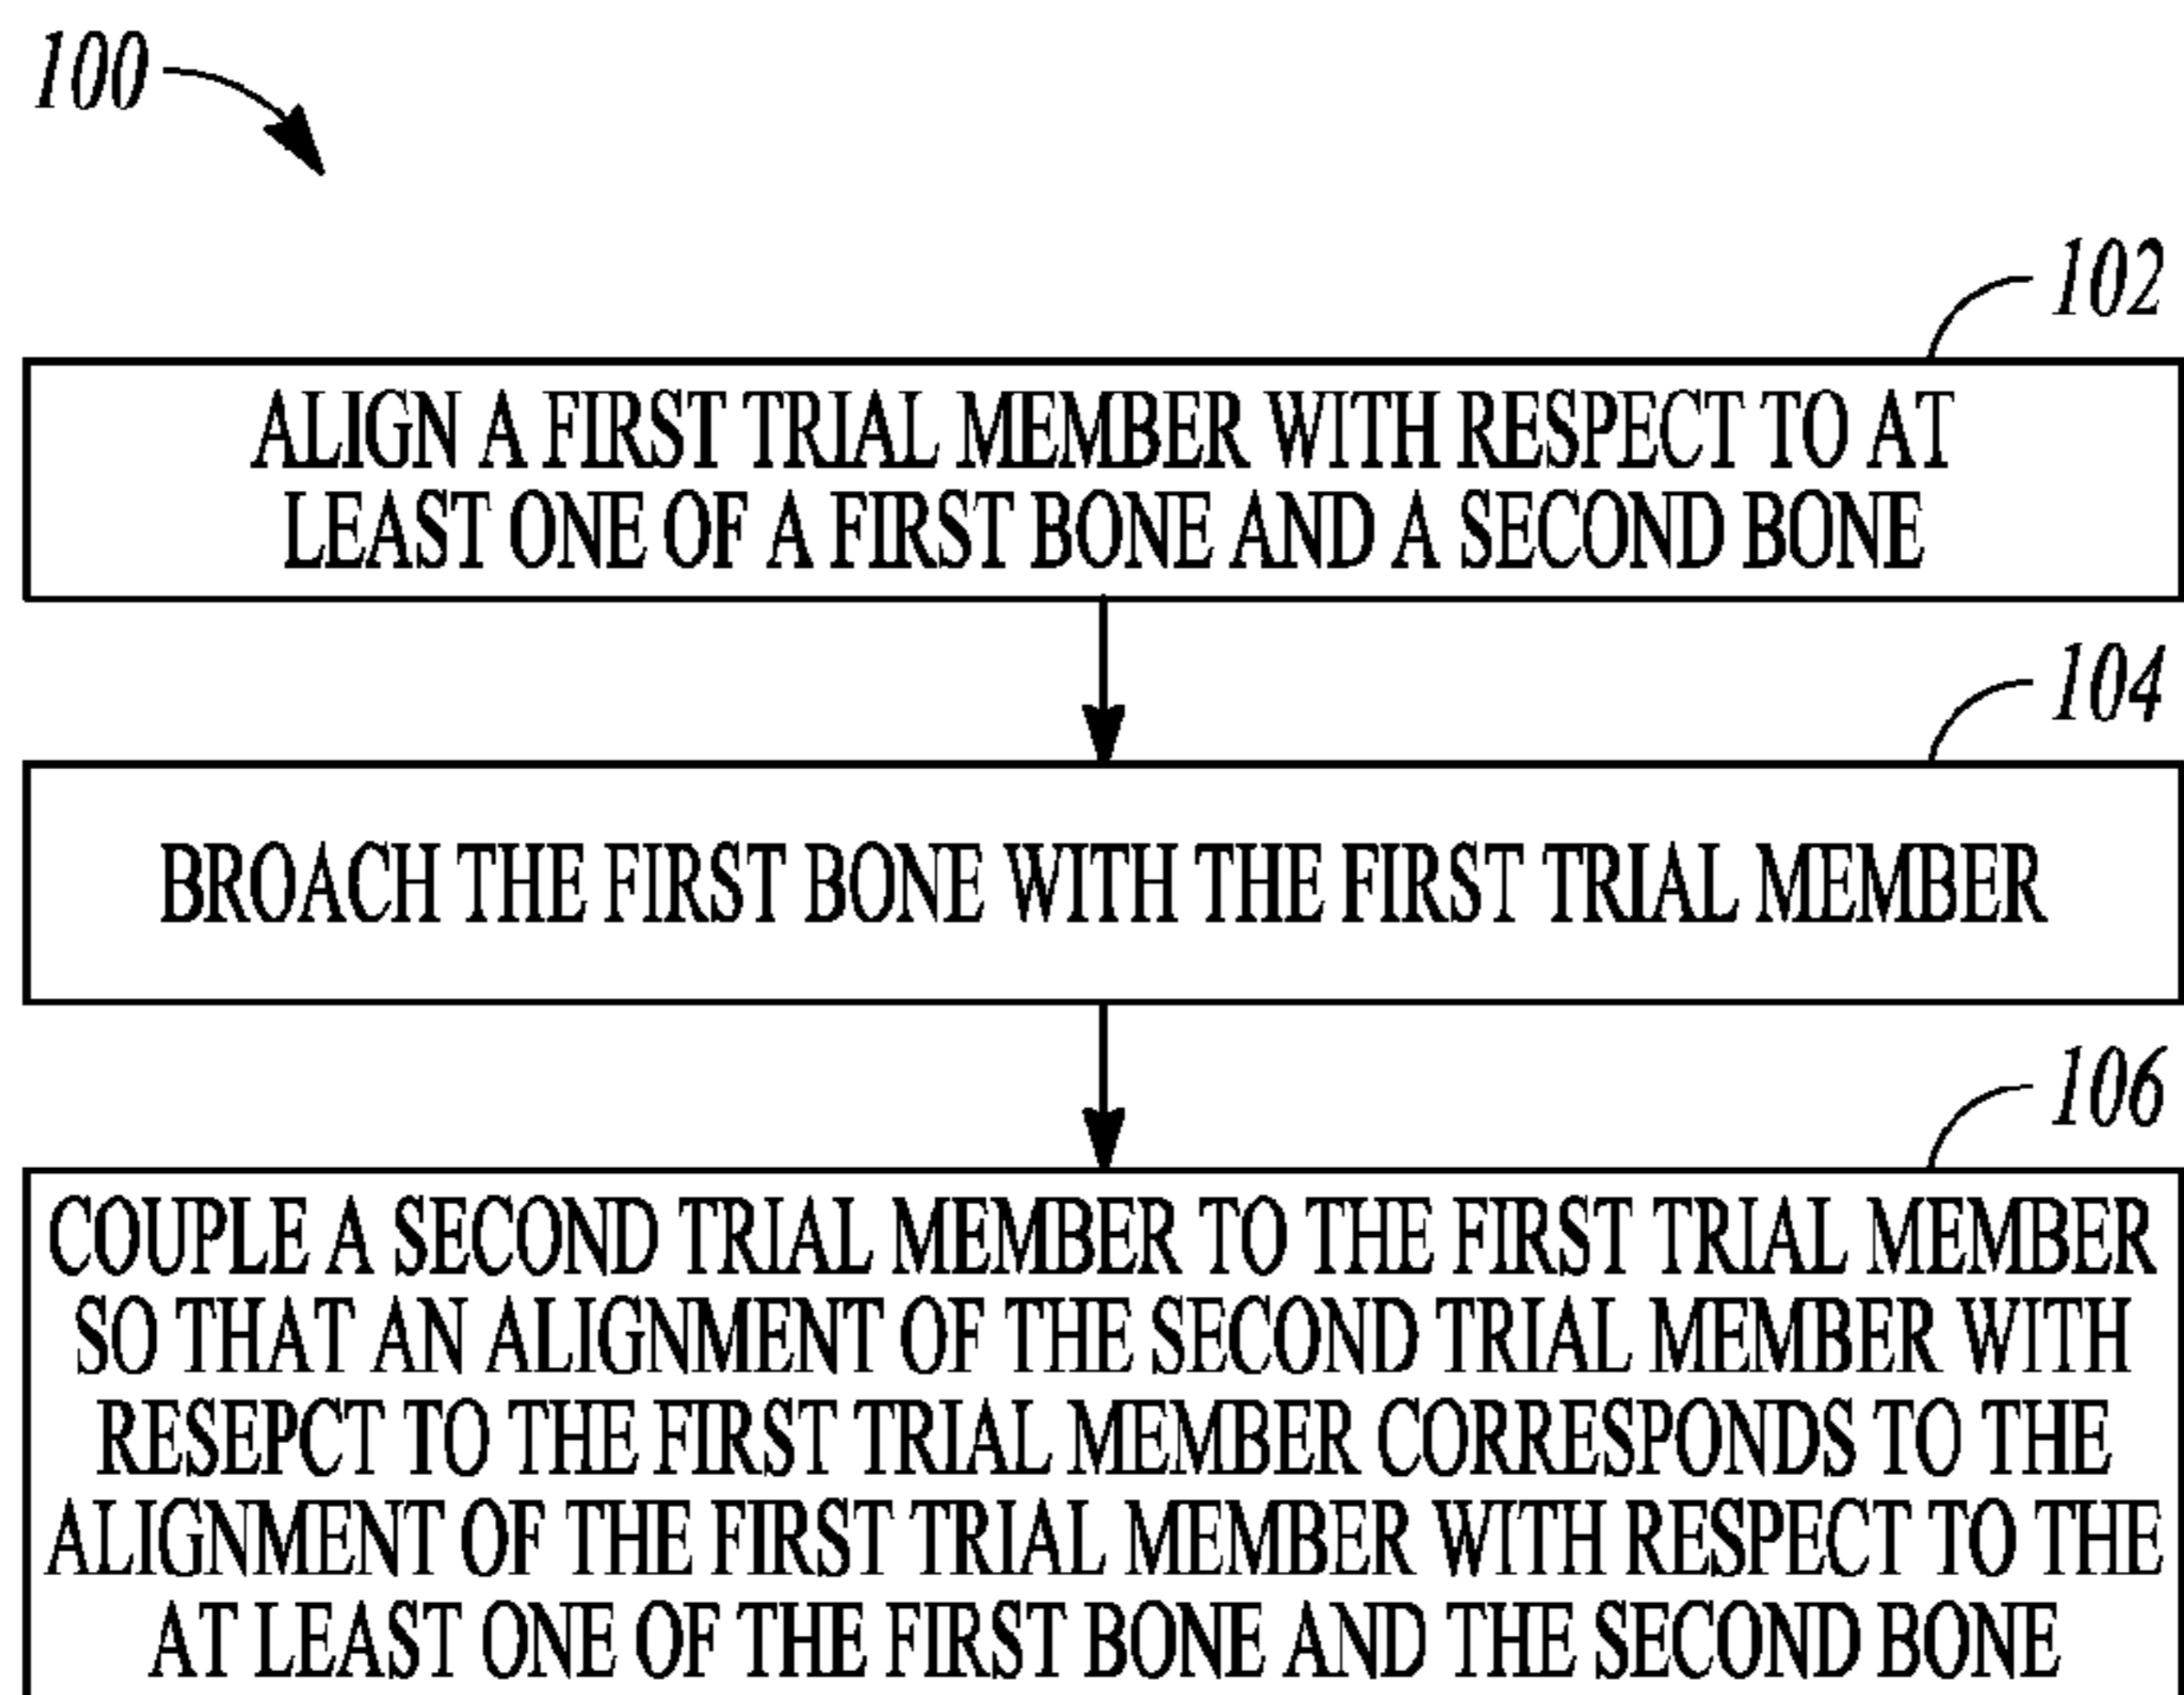 100
102
ALIGN A FIRST TRIAL MEMBER WITH RESPECT TO AT
LEAST ONE OF A FIRST BONE AND A SECOND BONE
104
BROACH THE FIRST BONE WITH THE FIRST TRIAL MEMBER
106
COUPLE A SECOND TRIAL MEMBER TO THE FIRST TRIAL MEMBER
SO THAT AN ALIGNMENT OF THE SECOND TRIAL MEMBER WITH
RESEPCT TO THE FIRST TRIAL MEMBER CORRESPONDS TO THE
ALIGNMENT OF THE FIRST TRIAL MEMBER WITH RESPECT TO THE
AT LEAST ONE OF THE FIRST BONE AND THE SECOND BONE